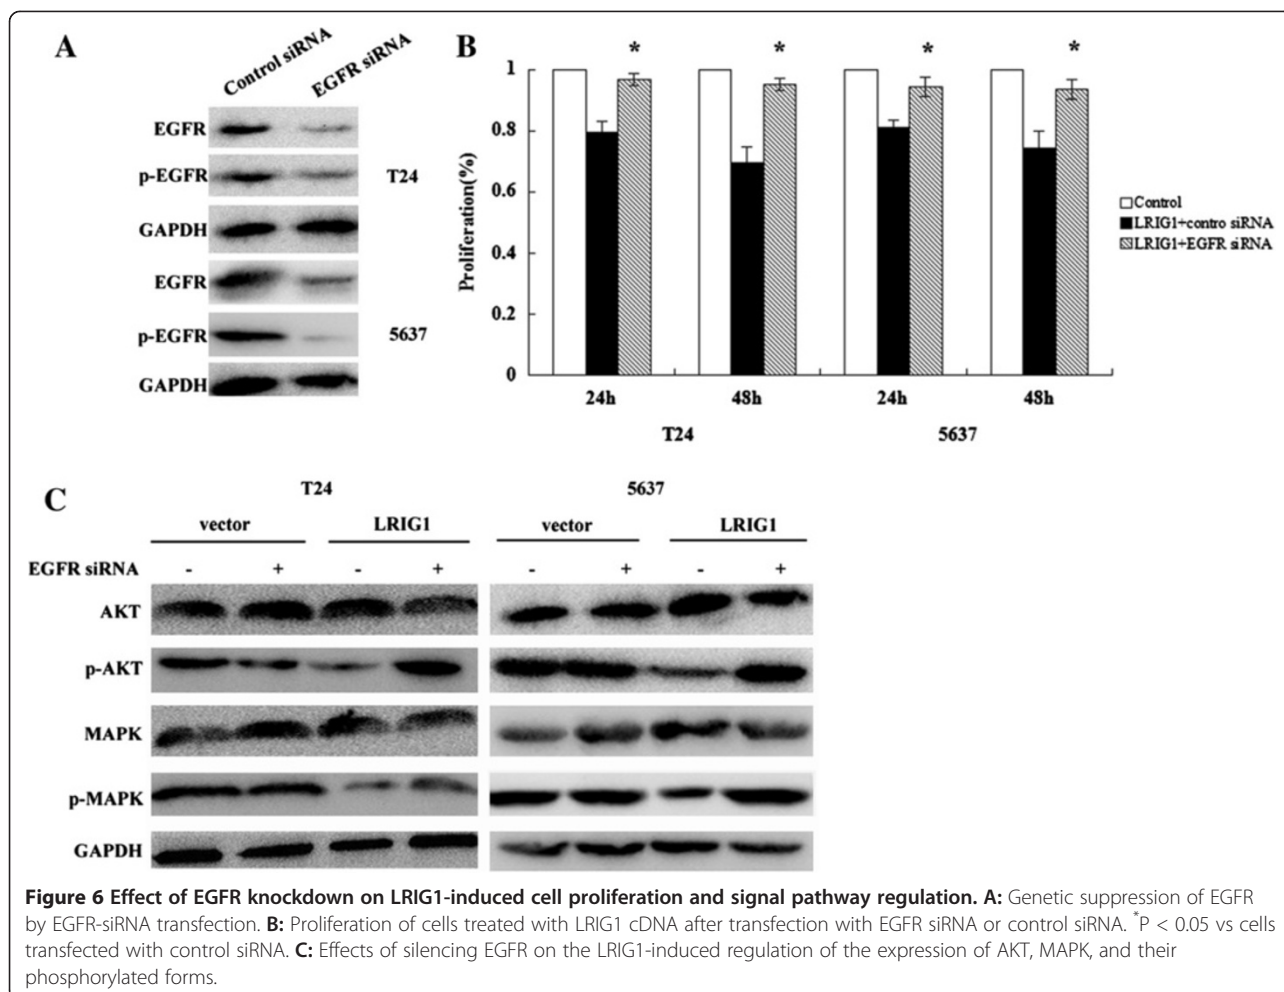 A
Control siRNA
EGFR siRNA
EGFR
p-EGFR
T24
GAPDH
EGFR
p-EGFR
5637
GAPDH
B
* * * *
Proliferation(%)
1
0.8
0.6
0.4
0.2
0
24h 48h 24h 48h
T24 5637
Control
LRIG1+contro siRNA
LRIG1+EGFR siRNA
C
T24 5637
vector LRIG1 vector LRIG1
EGFR siRNA - + - + - + - +
AKT
p-AKT
MAPK
p-MAPK
GAPDH
Figure 6 Effect of EGFR knockdown on LRIG1-induced cell proliferation and signal pathway regulation. A: Genetic suppression of EGFR
by EGFR-siRNA transfection. B: Proliferation of cells treated with LRIG1 cDNA after transfection with EGFR siRNA or control siRNA. *P < 0.05 vs cells
transfected with control siRNA. C: Effects of silencing EGFR on the LRIG1-induced regulation of the expression of AKT, MAPK, and their
phosphorylated forms.